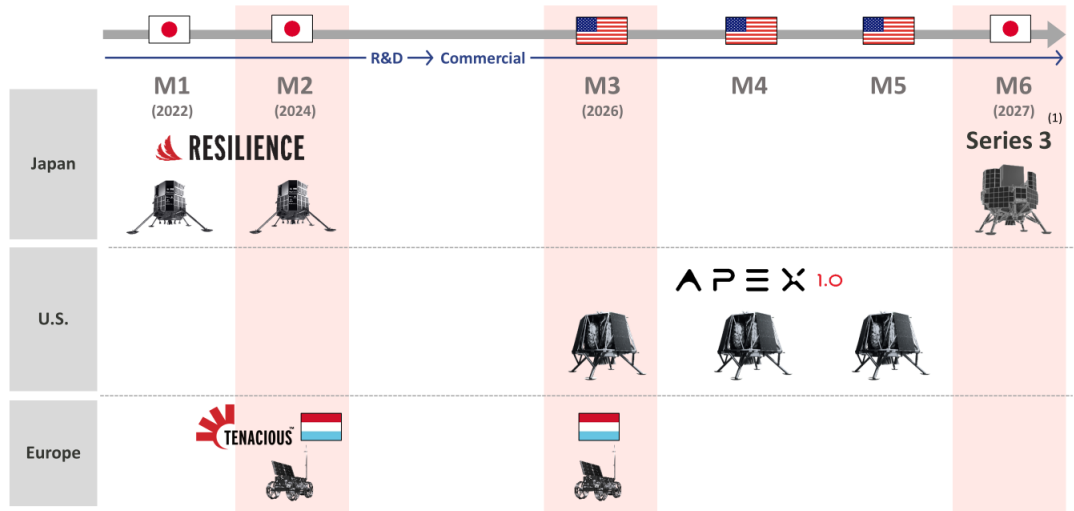 R&D Commercial
M1 M2 M3 M4 M5 M6
(2022) (2024) (2026) (2027) (1)
RESILIENCE Series 3
Japan
APEX 1.0
U.S.
TENACIOUS™
Europe